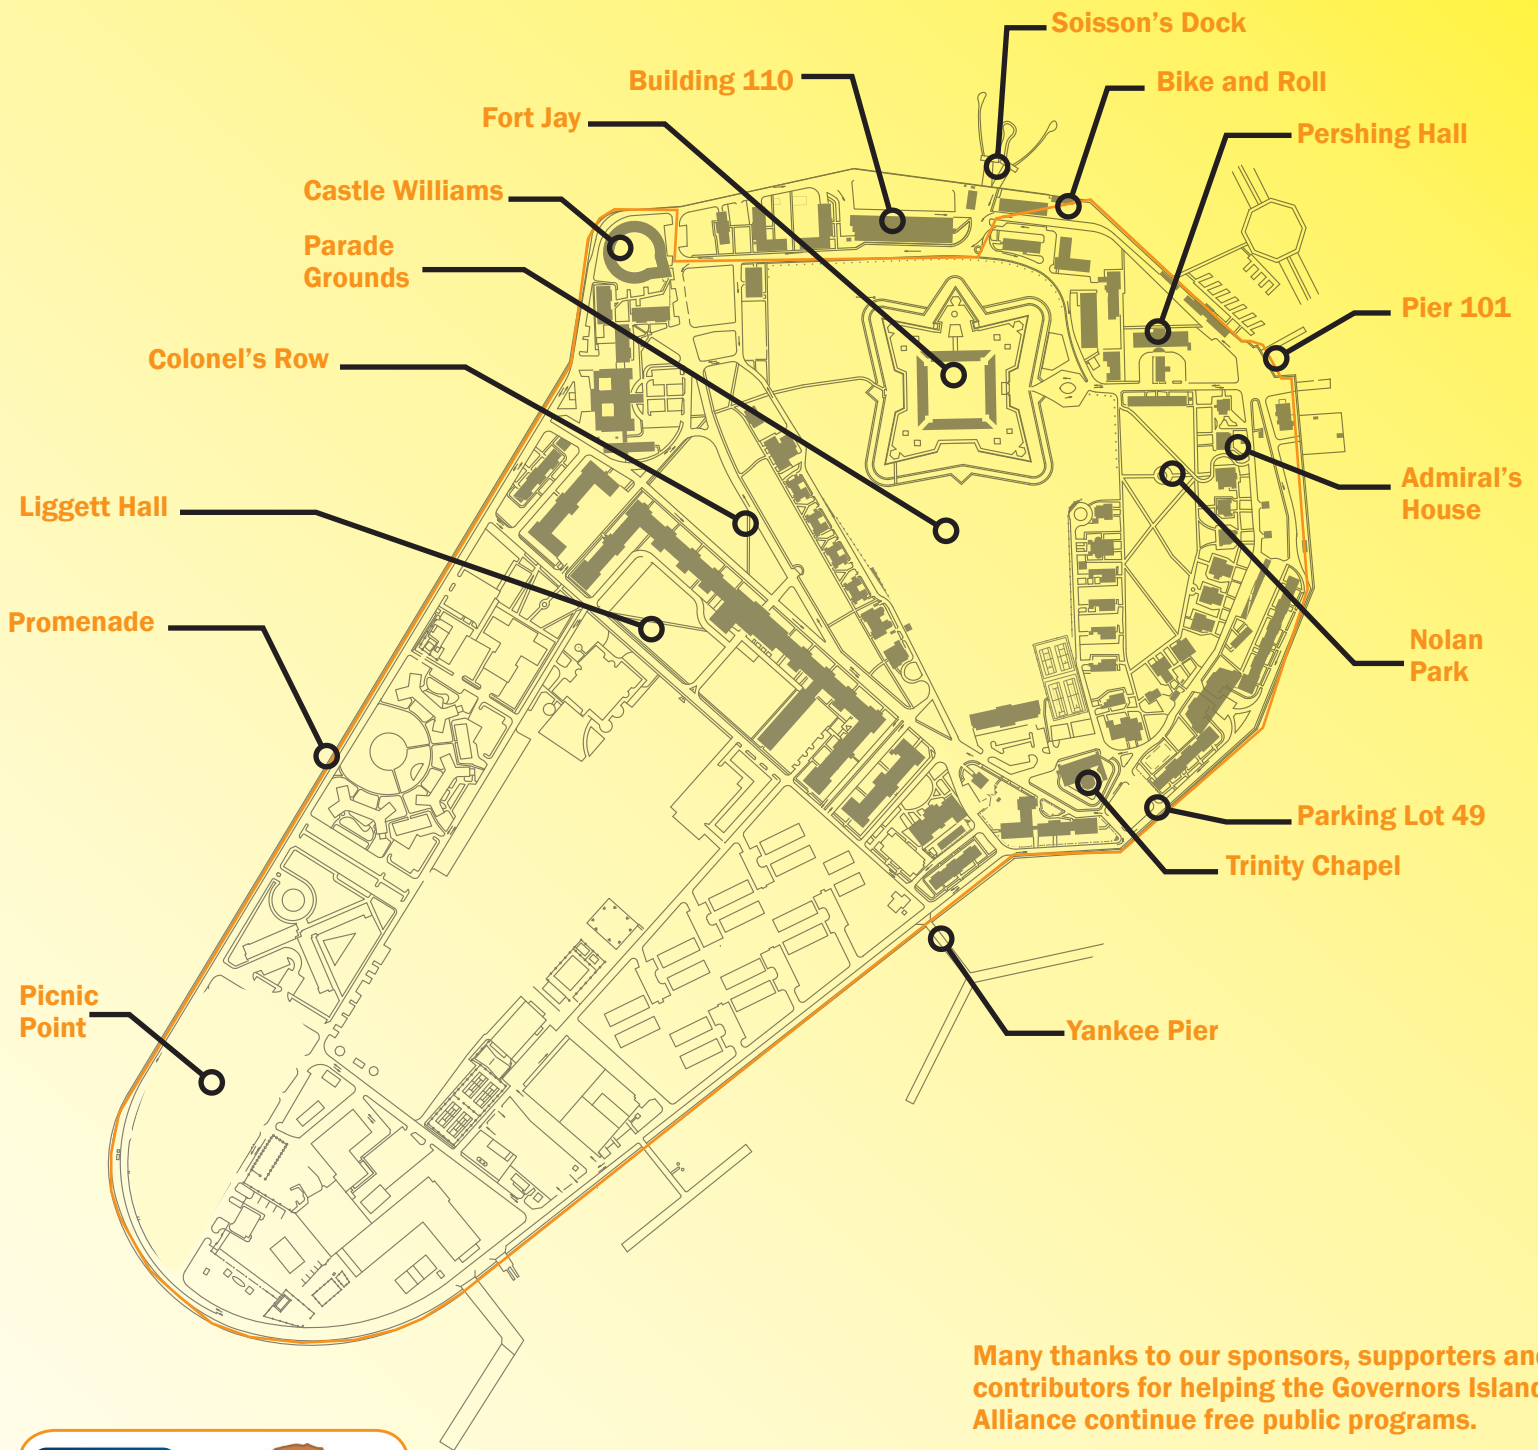 Soisson's Dock
Building 110
Bike and Roll
Fort Jay
Pershing Hall
Castle Williams
Parade
Grounds
Pier 101
Colonel's Row
Admiral's
House
Liggett Hall
Promenade
Nolan
Park
Parking Lot 49
Trinity Chapel
Picnic
Point
Yankee Pier
Many thanks to our sponsors, supporters and
contributors for helping the Governors Island
Alliance continue free public programs.